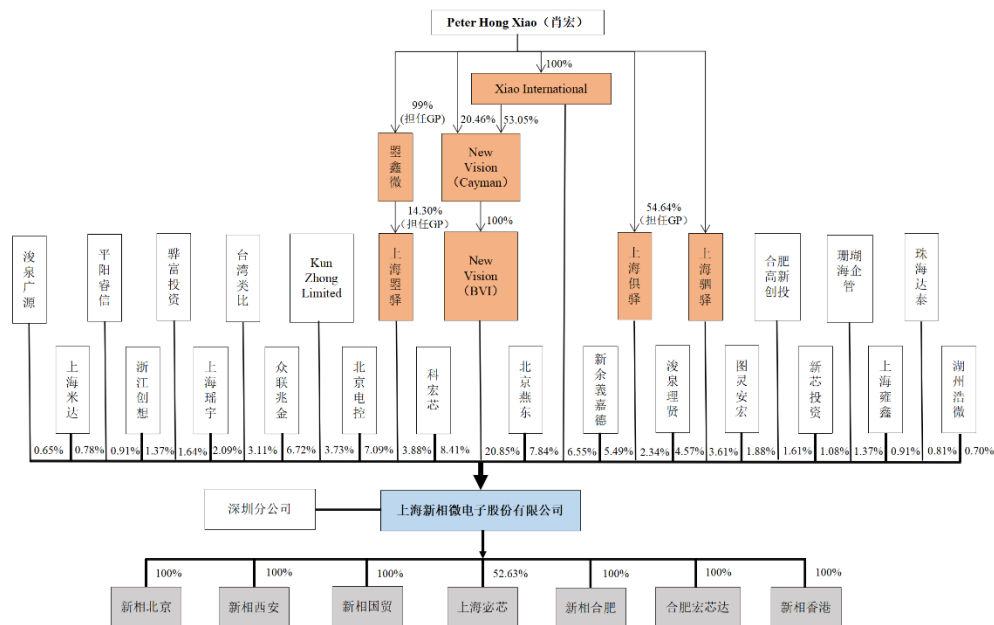 Peter Hong Xiao（肖宏）
100%
Xiao International
99%
(担任GP)
20.46%
53.05%
曌鑫微
New
Vision
（Cayman）
14.30%
（担任GP）
100%
54.64%
（担任GP）
浚泉广源
平阳睿信
骅富投资
台湾类比
Kun
Zhong
Limited
上海曌驿
New
Vision
(BVI)
上海俱驿
上海驷驿
合肥高新创投
珊瑚海企管
珠海达泰
上海米达
浙江创想
上海瑶宇
众联兆金
北京电控
科宏芯
北京燕东
新余義嘉德
浚泉理贤
图灵安宏
新芯投资
上海雍鑫
湖州浩微
0.65%
0.78%
0.91%
1.37%
1.64%
2.09%
3.11%
6.72%
3.73%
7.09%
3.88%
8.41%
20.85%
7.84%
6.55%
5.49%
2.34%
4.57%
3.61%
1.88%
1.61%
1.08%
1.37%
0.91%
0.81%
0.70%
深圳分公司
上海新相微电子股份有限公司
100%
100%
100%
52.63%
100%
100%
100%
新相北京
新相西安
新相国贸
上海宓芯
新相合肥
合肥宏芯达
新相香港